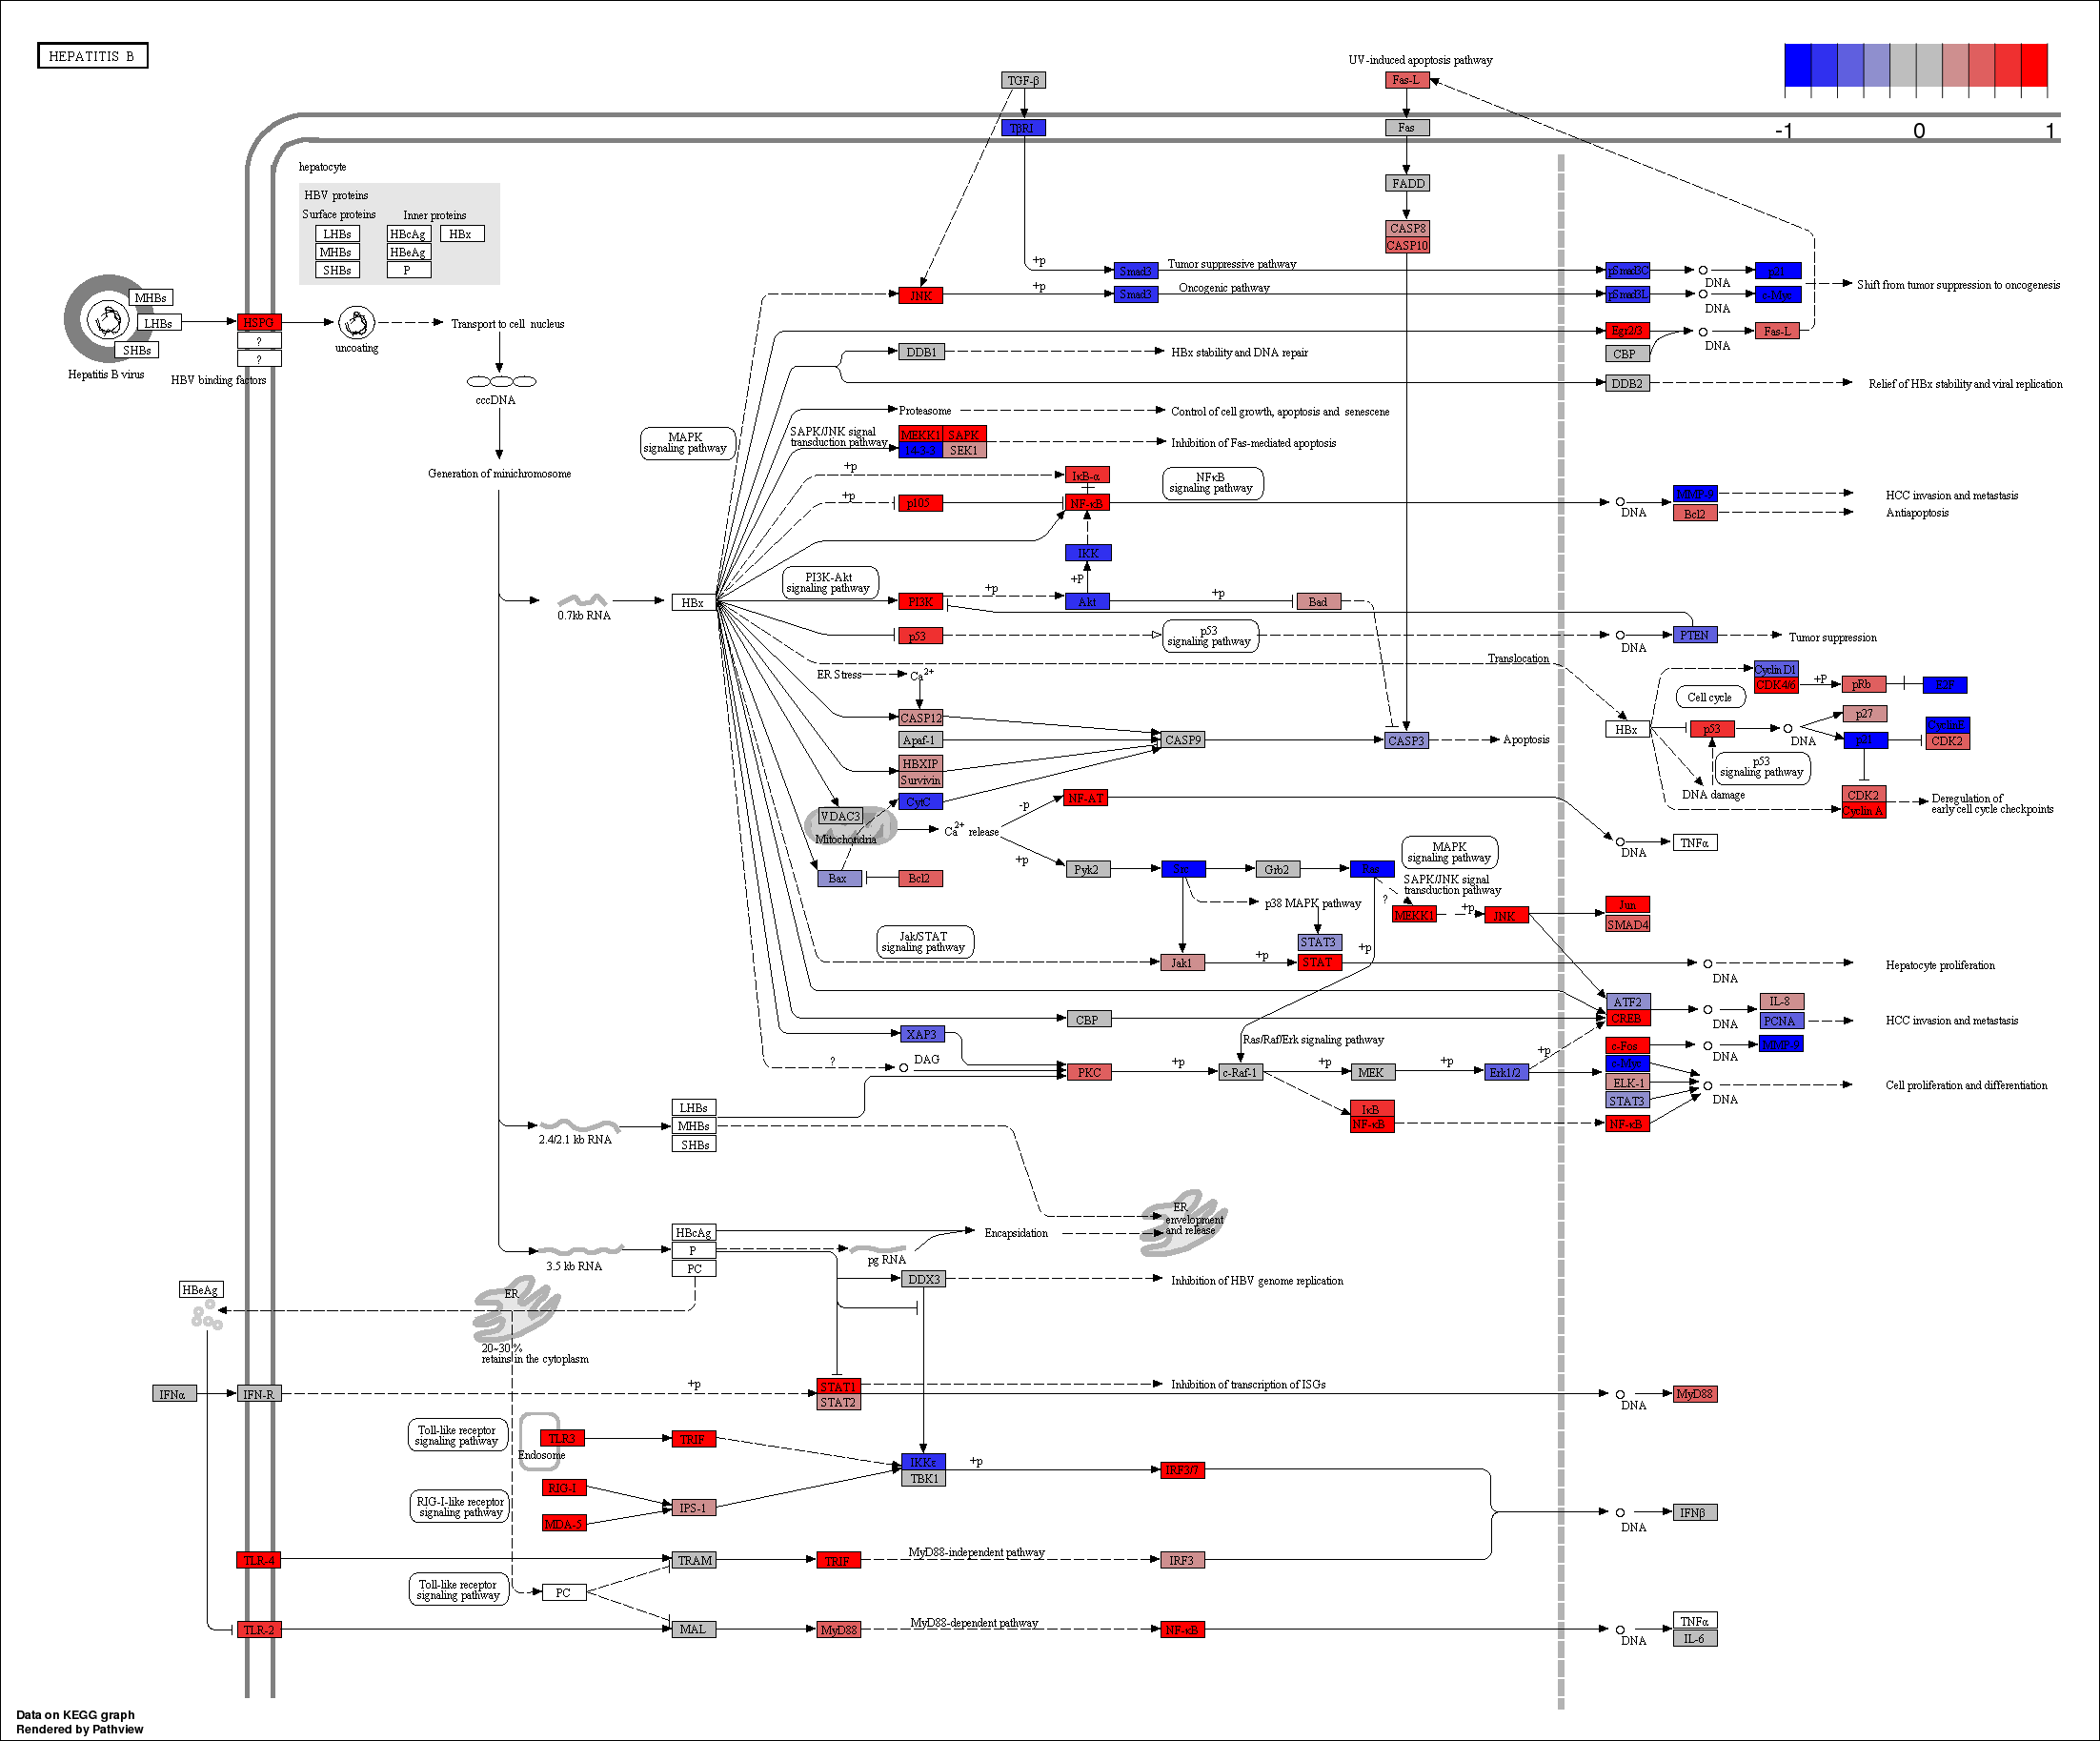 HEPATITIS B
UV-induced apoptosis pathway
TGF-β
Fas-L
TβRI
Fas
-1
0
1
hepatocyte
HBV proteins
Surface proteins
Inner proteins
LHBs
HBcAg
HBx
MHBs
HBeAg
SHBs
P
FADD
CASP8
CASP10
+p
Smad3
Tumor suppressive pathway
pSmad3C
DNA
p21
JNK
+p
Smad3
Oncogenic pathway
pSmad3L
DNA
c-Myc
Shift from tumor suppression to oncogenesis
MHBs
LHBs
SHBs
Hepatitis B virus
HSPG
?
?
HBV binding factors
uncoating
Transport to cell nucleus
Egr2/3
CBP
DNA
Fas-L
DDB1
HBx stability and DNA repair
DDB2
Relief of HBx stability and viral replication
cccDNA
Proteasome
Control of cell growth, apoptosis and senescene
MAPK
signaling pathway
SAPK/JNK signal
transduction pathway
MEKK1
SAPK
14-3-3
SEK1
Inhibition of Fas-mediated apoptosis
Generation of minichromosome
+p
IκB-α
NFκB
signaling pathway
+p
p105
NF-κB
DNA
MMP-9
HCC invasion and metastasis
Bcl2
Antiapoptosis
IKK
+P
PI3K-Akt
signaling pathway
0.7kb RNA
HBx
PI3K
+p
Akt
+p
Bad
p53
p53
signaling pathway
DNA
PTEN
Tumor suppression
Translocation
ER Stress
Ca2+
Cyclin D1
CDK4/6
+p
pRb
E2F
Cell cycle
CASP12
Apaf-1
CASP9
CASP3
Apoptosis
HBx
p53
DNA
p27
p21
CyclinE
CDK2
HBXIP
Survivin
p53
signaling pathway
DNA damage
CDK2
Cyclin A
Deregulation of
early cell cycle checkpoints
CytC
VDAC3
Mitochondria
Ca2+ release
-p
NF-AT
DNA
TNFα
+p
Pyk2
Src
Grb2
Ras
MAPK
signaling pathway
Bax
Bcl2
SAPK/JNK signal
transduction pathway
?
p38 MAPK pathway
MEKK1
+p
JNK
Jun
SMAD4
Jak/STAT
signaling pathway
STAT3
+p
Jak1
+p
STAT
DNA
Hepatocyte proliferation
ATF2
CREB
DNA
IL-8
PCNA
HCC invasion and metastasis
CBP
XAP3
Ras/Raf/Erk signaling pathway
c-Fos
DNA
MMP-9
?
DAG
PKC
+p
c-Raf-1
+p
MEK
+p
Erk1/2
+p
c-Myc
ELK-1
STAT3
NF-κB
DNA
Cell proliferation and differentiation
IκB
NF-κB
2.4/2.1 kb RNA
LHBs
MHBs
SHBs
ER
envelopment
and release
3.5 kb RNA
HBcAg
P
PC
pg RNA
Encapsidation
DDX3
Inhibition of HBV genome replication
HBeAg
ER
20~30 %
retains in the cytoplasm
IFNα
IFN-R
+p
STAT1
STAT2
Inhibition of transcription of ISGs
DNA
MyD88
Toll-like receptor
signaling pathway
TLR3
Endosome
TRIF
IKKε
TBK1
+p
IRF3/7
RIG-I-like receptor
signaling pathway
RIG-I
MDA-5
IPS-1
DNA
IFNβ
TLR-4
TRAM
TRIF
MyD88-independent pathway
IRF3
Toll-like receptor
signaling pathway
PC
TLR-2
MAL
MyD88
MyD88-dependent pathway
NF-κB
DNA
TNFα
IL-6
Data on KEGG graph
Rendered by Pathview